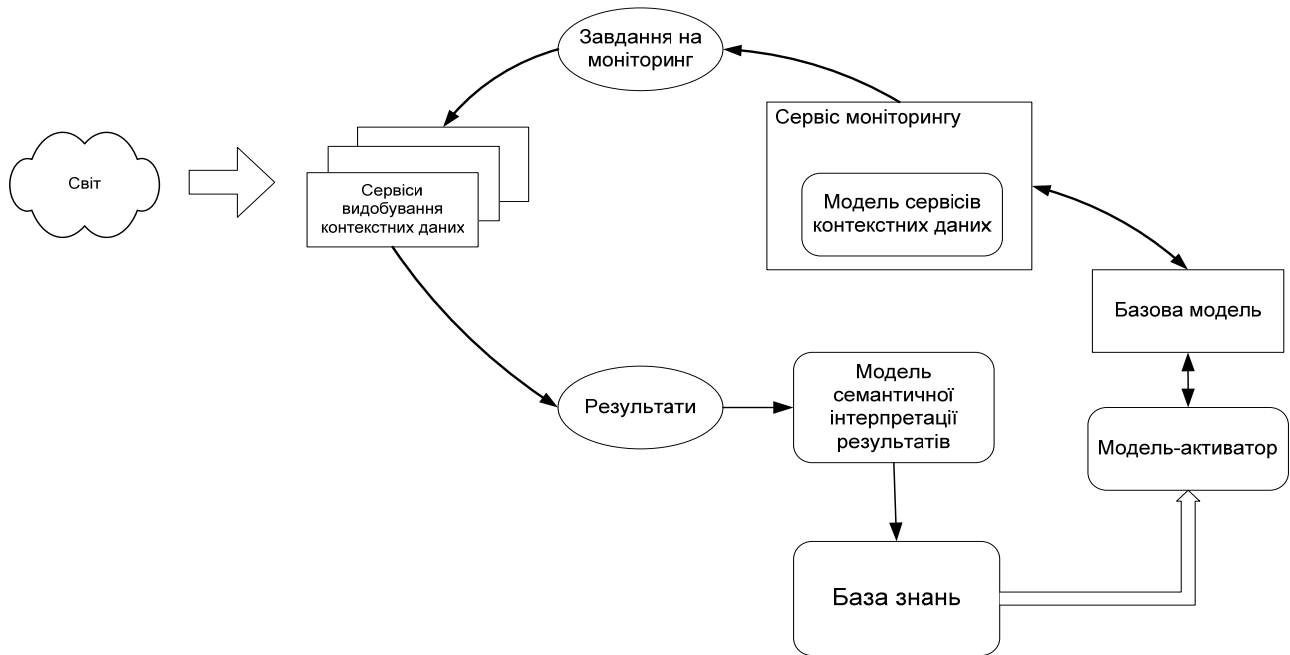 Завдання на
моніторинг
Сервіс моніторингу
Світ
Сервіси
видобування
контекстних даних
Модель сервісів
контекстних даних
Базова модель
Результати
Модель
семантичної
інтерпретації
результатів
Модель-активатор
База знань